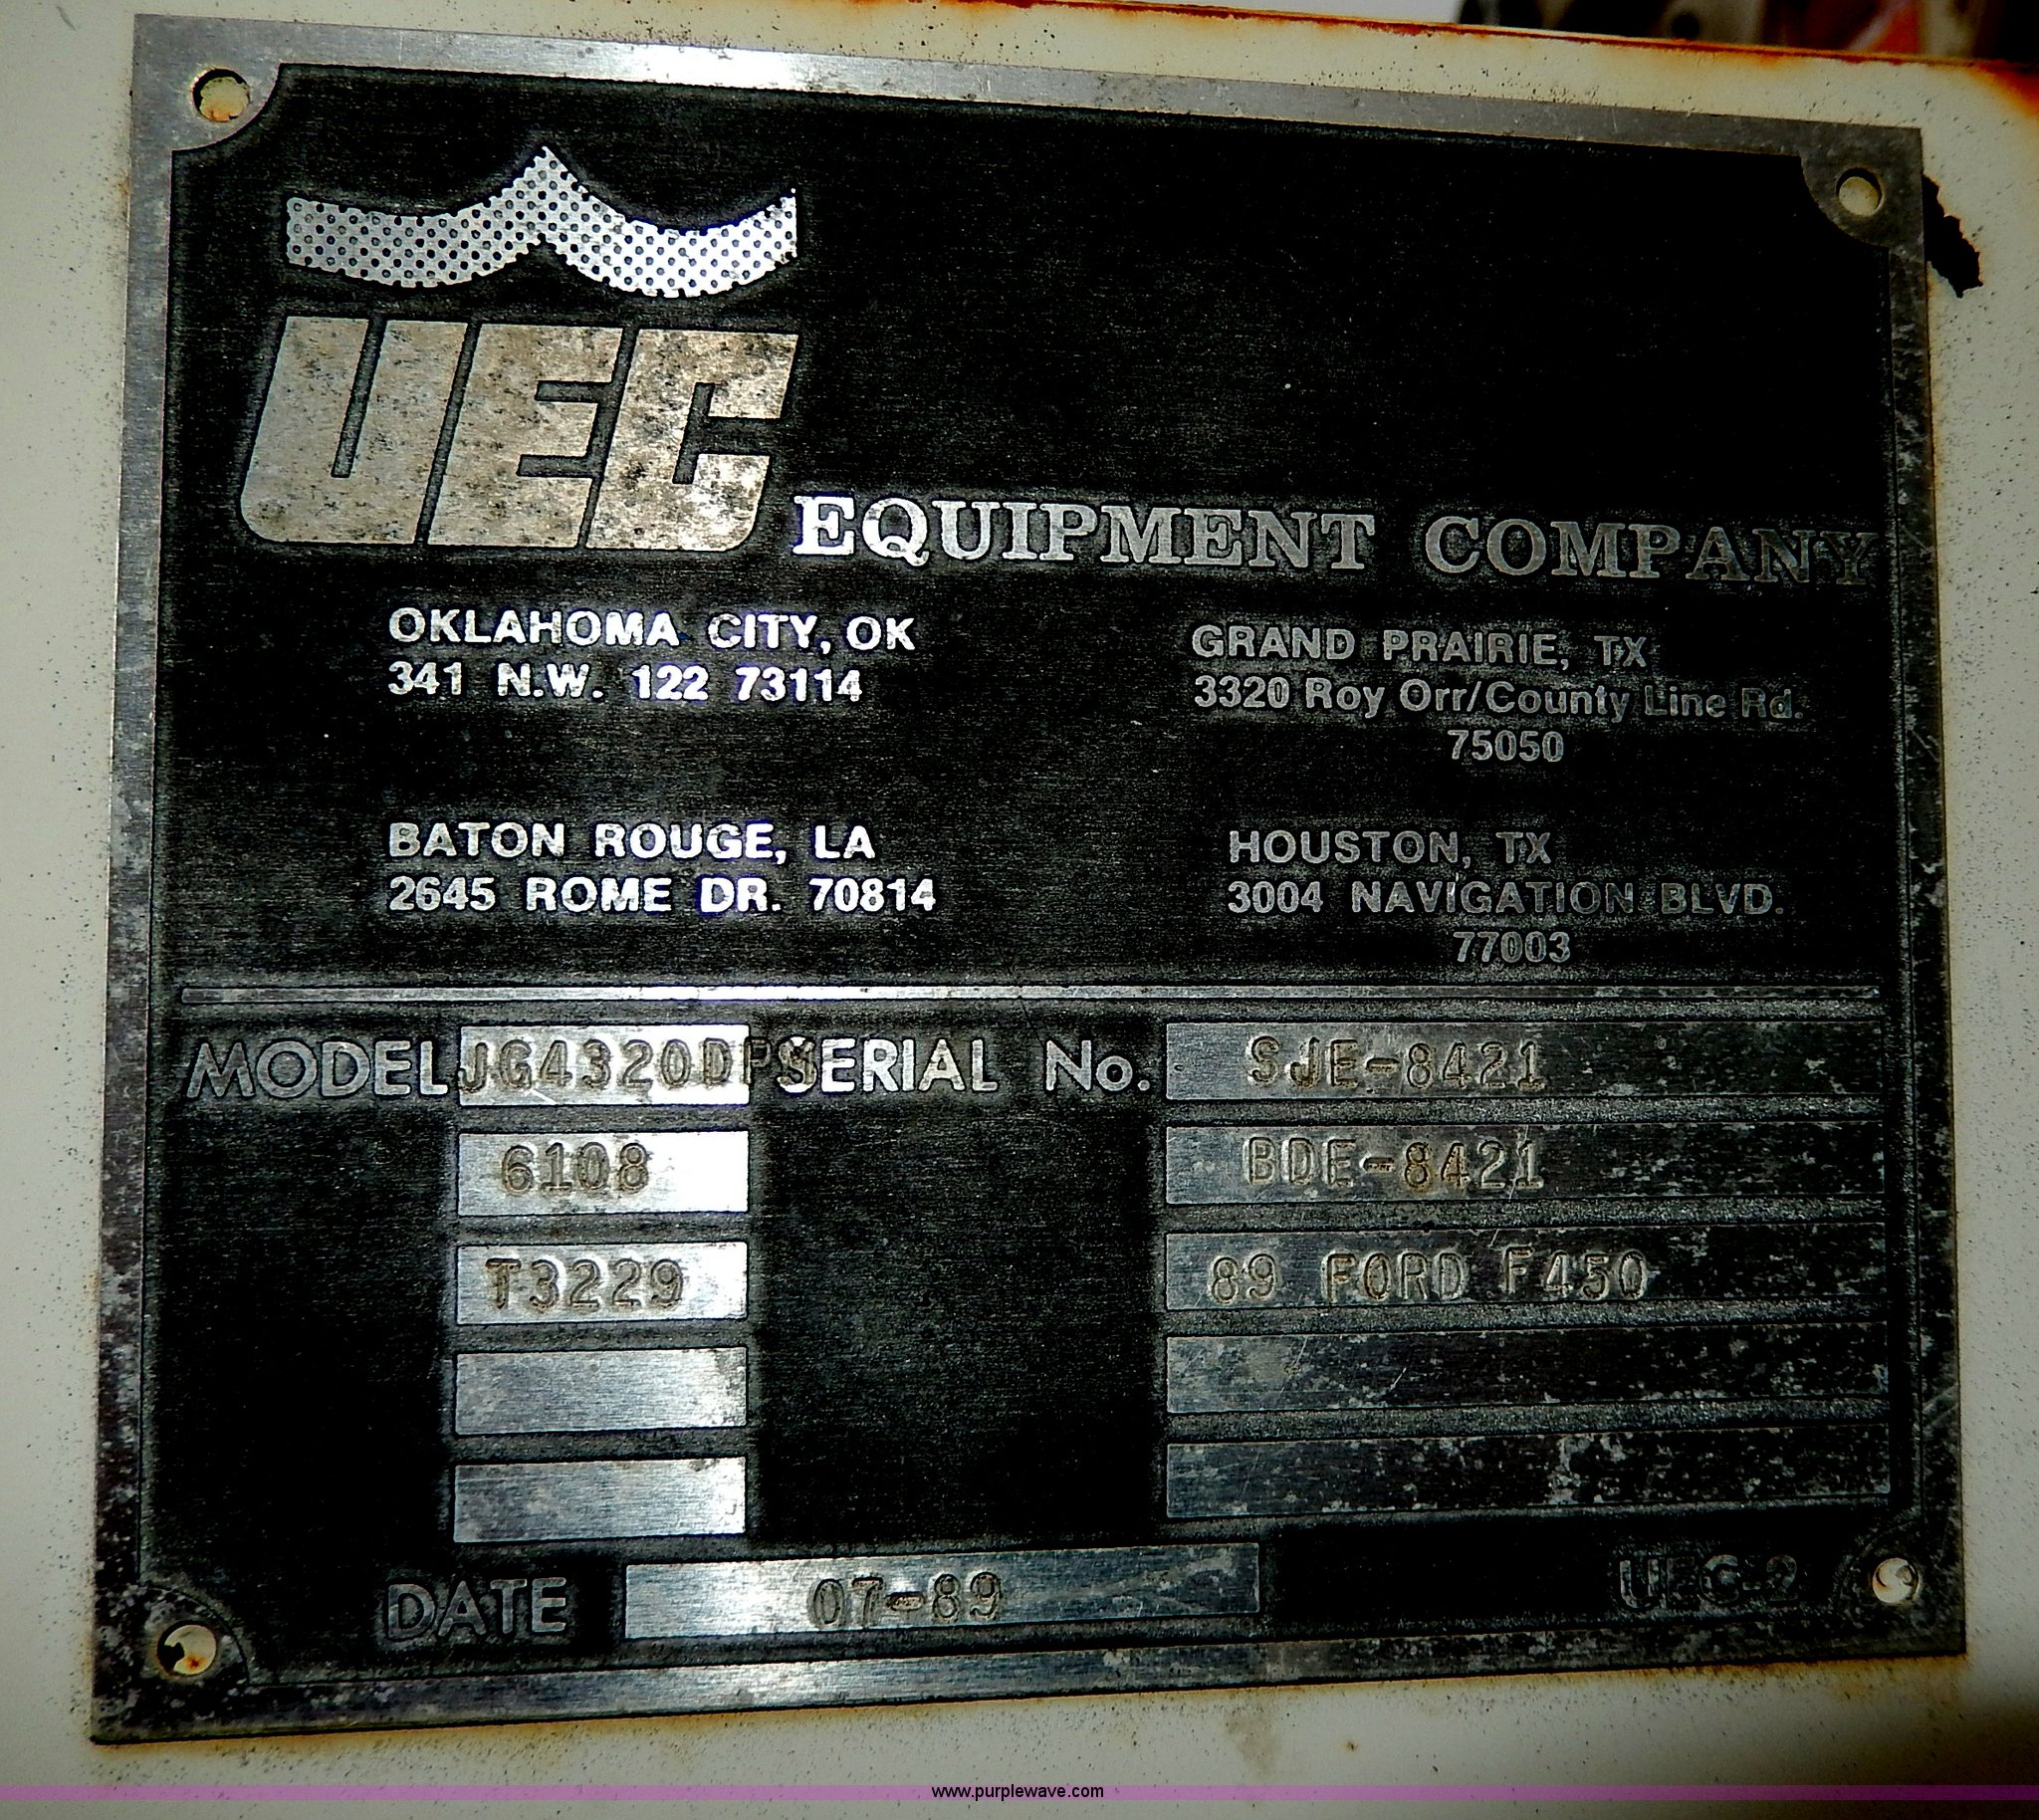 UEC EQUIPMENT COMPANY
OKLAHOMA CITY, OK
341 N.W. 122 73114
GRAND PRAIRIE, TX
3320 Roy Orr/County Line Rd.
75050
BATON ROUGE, LA
2645 ROME DR. 70814
HOUSTON, TX
3004 NAVIGATION BLVD.
77003
MODEL JG4320DP SERIAL No. SJE-8421
6108 BDE-8421
T3229 89 FORD F450
DATE 07-89 UEC-2
www.purplewave.com